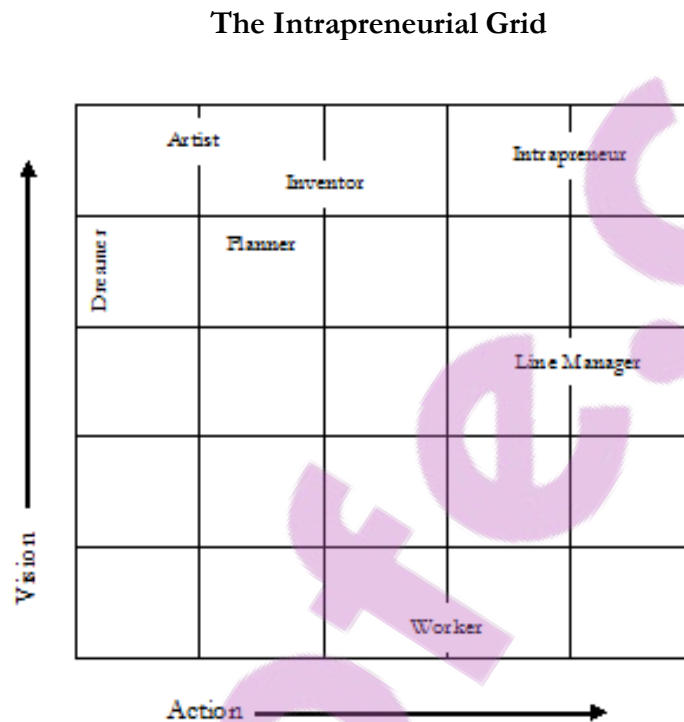 The Intrapreneurial Grid
Artist
Intrapreneur
Inventor
Planner
Dreamer
Line Manager
Vision
Worker
Action